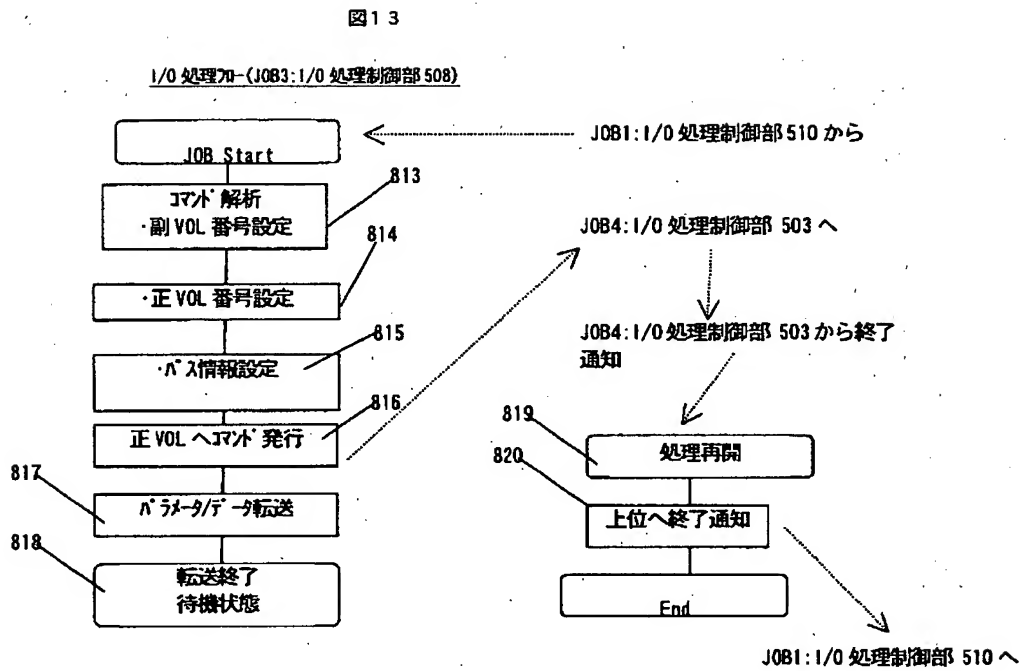 図13
I/O 処理フロー(JOB3:I/O 処理制御部 508)
JOB Start
JOB1:I/O 処理制御部 510 から
コマンド 解析
・副 VOL 番号設定
813
・正 VOL 番号設定
814
・パス情報設定
815
正 VOL へコマンド 発行
816
817
パラメータ/データ転送
818
転送終了
待機状態
JOB4:I/O 処理制御部 503 へ
JOB4:I/O 処理制御部 503 から終了
通知
819
処理再開
820
上位へ終了通知
End
JOB1:I/O 処理制御部 510 へ